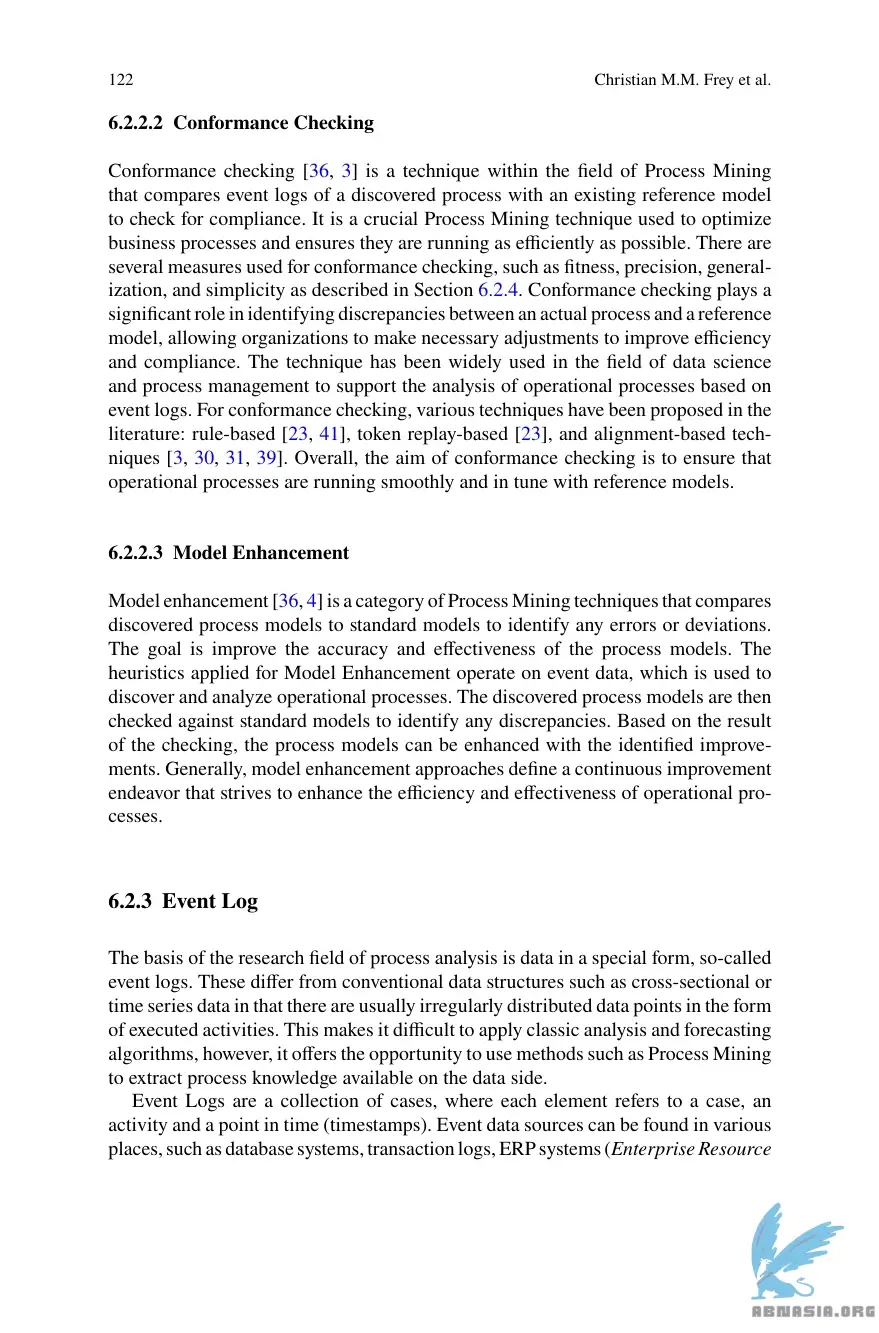 122
Christian M.M. Frey et al.
6.2.2.2 Conformance Checking
Conformance checking [36, 3] is a technique within the field of Process Mining
that compares event logs of a discovered process with an existing reference model
to check for compliance. It is a crucial Process Mining technique used to optimize
business processes and ensures they are running as efficiently as possible. There are
several measures used for conformance checking, such as fitness, precision, general-
ization, and simplicity as described in Section 6.2.4. Conformance checking plays a
significant role in identifying discrepancies between an actual process and a reference
model, allowing organizations to make necessary adjustments to improve efficiency
and compliance. The technique has been widely used in the field of data science
and process management to support the analysis of operational processes based on
event logs. For conformance checking, various techniques have been proposed in the
literature: rule-based [23, 41], token replay-based [23], and alignment-based tech-
niques [3, 30, 31, 39]. Overall, the aim of conformance checking is to ensure that
operational processes are running smoothly and in tune with reference models.
6.2.2.3 Model Enhancement
Model enhancement [36, 4] is a category of Process Mining techniques that compares
discovered process models to standard models to identify any errors or deviations.
The goal is improve the accuracy and effectiveness of the process models. The
heuristics applied for Model Enhancement operate on event data, which is used to
discover and analyze operational processes. The discovered process models are then
checked against standard models to identify any discrepancies. Based on the result
of the checking, the process models can be enhanced with the identified improve-
ments. Generally, model enhancement approaches define a continuous improvement
endeavor that strives to enhance the efficiency and effectiveness of operational pro-
cesses.
6.2.3 Event Log
The basis of the research field of process analysis is data in a special form, so-called
event logs. These differ from conventional data structures such as cross-sectional or
time series data in that there are usually irregularly distributed data points in the form
of executed activities. This makes it difficult to apply classic analysis and forecasting
algorithms, however, it offers the opportunity to use methods such as Process Mining
to extract process knowledge available on the data side.
Event Logs are a collection of cases, where each element refers to a case, an
activity and a point in time (timestamps). Event data sources can be found in various
places, such as database systems, transaction logs, ERP systems (Enterprise Resource
ABNASIA.ORG